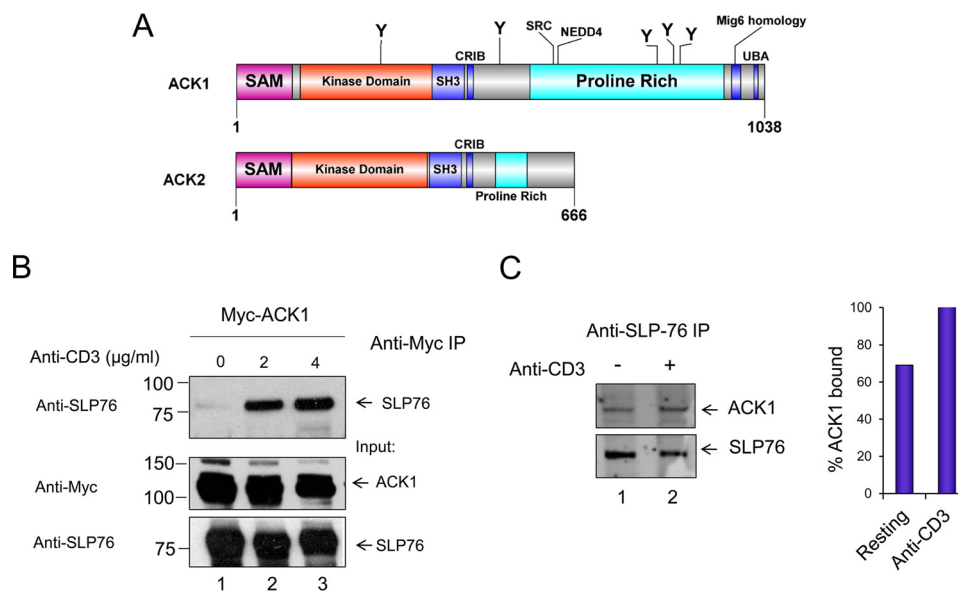 A
Y
Y
SRC
NEDD4
Y
Y
Y
Mig6 homology
CRIB
UBA
ACK1
SAM
Kinase Domain
SH3
Proline Rich
1
1038
CRIB
ACK2
SAM
Kinase Domain
SH3
Proline Rich
1
666
B
Myc-ACK1
Anti-Myc IP
Anti-CD3 (µg/ml)
0
2
4
Anti-SLP76
100
75
SLP76
Input:
Anti-Myc
150
100
ACK1
Anti-SLP76
75
SLP76
1
2
3
C
Anti-SLP-76 IP
Anti-CD3
-
+
ACK1
SLP76
1
2
% ACK1 bound
100
80
60
40
20
0
Resting
Anti-CD3